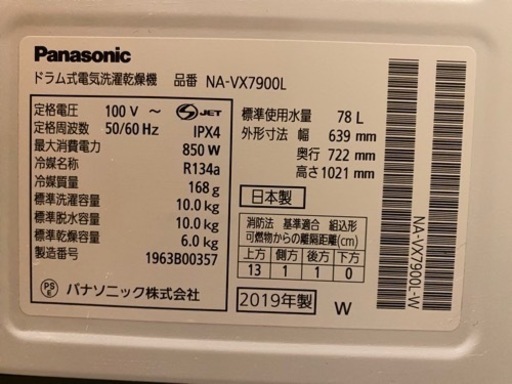 Panasonic
ドラム式電気洗濯乾燥機 品番 NA-VX7900L
定格電圧 100 V ～ S JET
定格周波数 50/60 Hz IPX4
最大消費電力 850 W
冷媒名称 R134a
冷媒質量 168 g
標準洗濯容量 10.0 kg
標準脱水容量 10.0 kg
標準乾燥容量 6.0 kg
製造番号 1963B00357
PS
E
パナソニック株式会社
標準使用水量 78 L
外形寸法 幅 639 mm
奥行 722 mm
高さ 1021 mm
日本製
消防法 基準適合 組込形
可燃物からの離隔距離(cm)
上方 側方 後方 下方
13 1 1 0
2019年製 W
NA-VX7900L-W